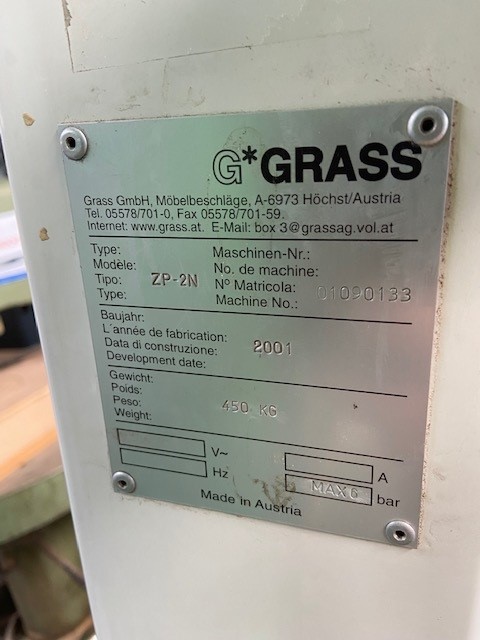 G*GRASS
Grass GmbH, Möbelbeschläge, A-6973 Höchst/Austria
Tel. 05578/701-0, Fax 05578/701-59.
Internet: www.grass.at. E-Mail: box 3@grassag.vol.at
Type: Maschinen-Nr.:
Modèle: No. de machine:
Tipo: ZP-2N Nº Matricola: 01090133
Type: Machine No.:
Baujahr:
L'année de fabrication:
Data di construzione: 2001
Development date:
Gewicht:
Poids:
Peso: 450 KG
Weight:
V~ A
Hz MAX6 bar
Made in Austria